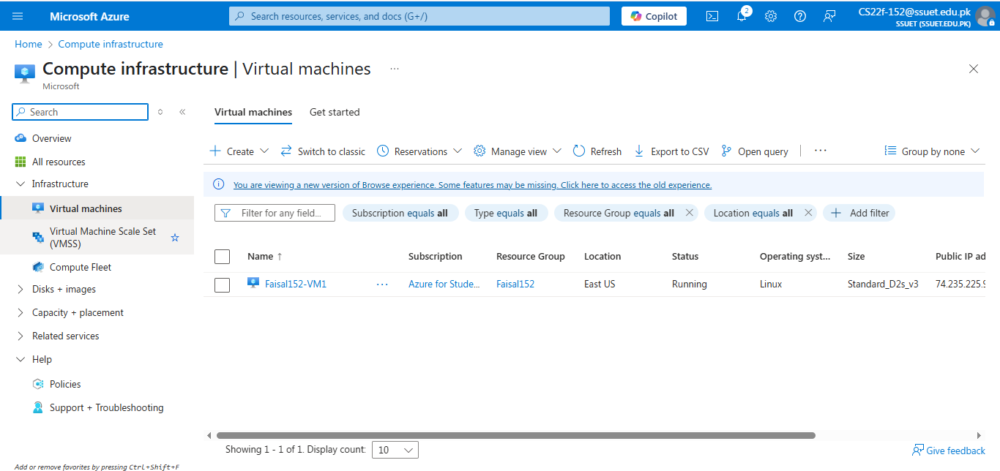 Microsoft Azure
Search resources, services, and docs (G+/)
Copilot
2
CS22f-152@ssuet.edu.pk
SSUET (SSUET.EDU.PK)
Home > Compute infrastructure
Compute infrastructure | Virtual machines ...
Microsoft
Search
Overview
All resources
Infrastructure
Virtual machines
Virtual Machine Scale Set
(VMSS)
Compute Fleet
Disks + images
Capacity + placement
Related services
Help
Policies
Support + Troubleshooting
Add or remove favorites by pressing Ctrl+Shift+F
Virtual machines Get started
Create Switch to classic Reservations Manage view Refresh Export to CSV Open query ... Group by none
You are viewing a new version of Browse experience. Some features may be missing. Click here to access the old experience.
Filter for any field... Subscription equals all Type equals all Resource Group equals all Location equals all Add filter
Name ↑ Subscription Resource Group Location Status Operating syst... Size Public IP ad
Faisal152-VM1 ... Azure for Stude... Faisal152 East US Running Linux Standard_D2s_v3 74.235.225.9
Showing 1 - 1 of 1. Display count: 10
Give feedback